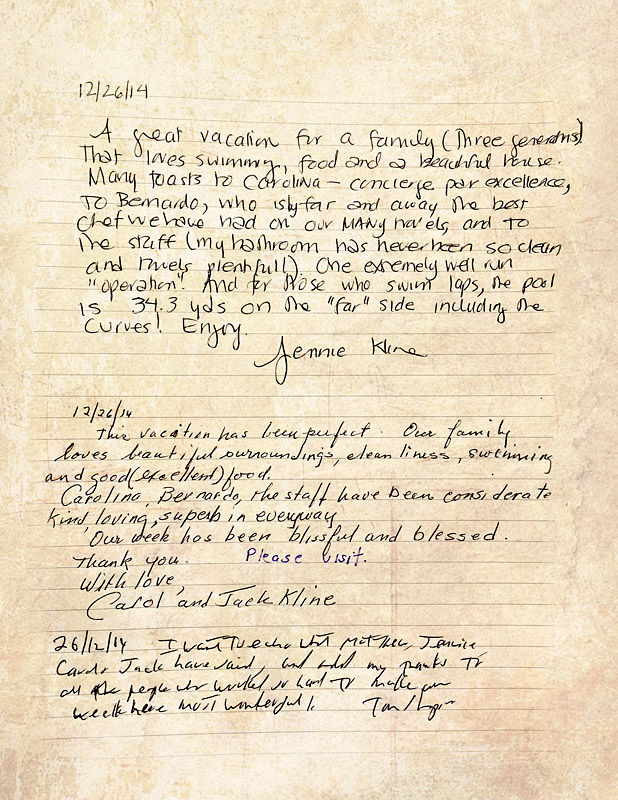 12/26/14
A great vacation for a family (Three generations)
That loves swimming, food and a beautiful house.
Many toasts to Carolina - concierge par excellence,
To Bernardo, who is by far and away the best
Chef we have had on our MANY travels, and to
the staff (my bathroom has never been so clean
and towels plentiful!). One extremely well run
"operation". And for those who swim laps, the pool
is 34.3 yds on the "far" side including the
Curves! Enjoy.
Jennie Kline
12/26/14
This vacation has been perfect. Our family
loves beautiful surroundings, cleanliness, swimming
and good (excellent) food.
Carolina, Bernardo, the staff have been considerate
kind, loving, superb in everyway
Our week has been blissful and blessed.
Thank you. Please visit.
With love,
Carol and Jack Kline
26/12/14 I want to echo what Matthew, Jennie
Carol Jack have said, and add my thanks to
all the people who worked so hard to make our
week here most wonderful!